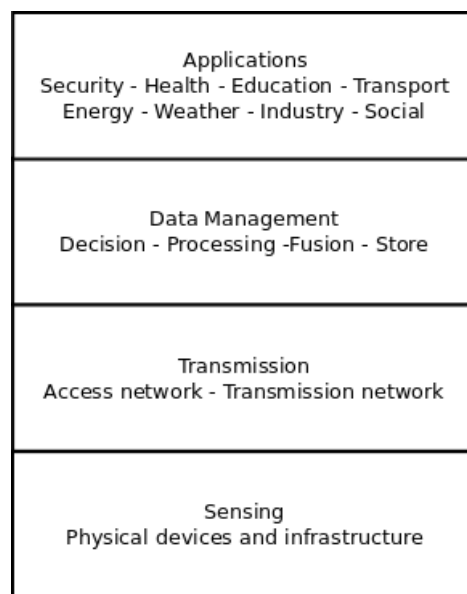 Applications
Security - Health - Education - Transport
Energy - Weather - Industry - Social
Data Management
Decision - Processing -Fusion - Store
Transmission
Access network - Transmission network
Sensing
Physical devices and infrastructure